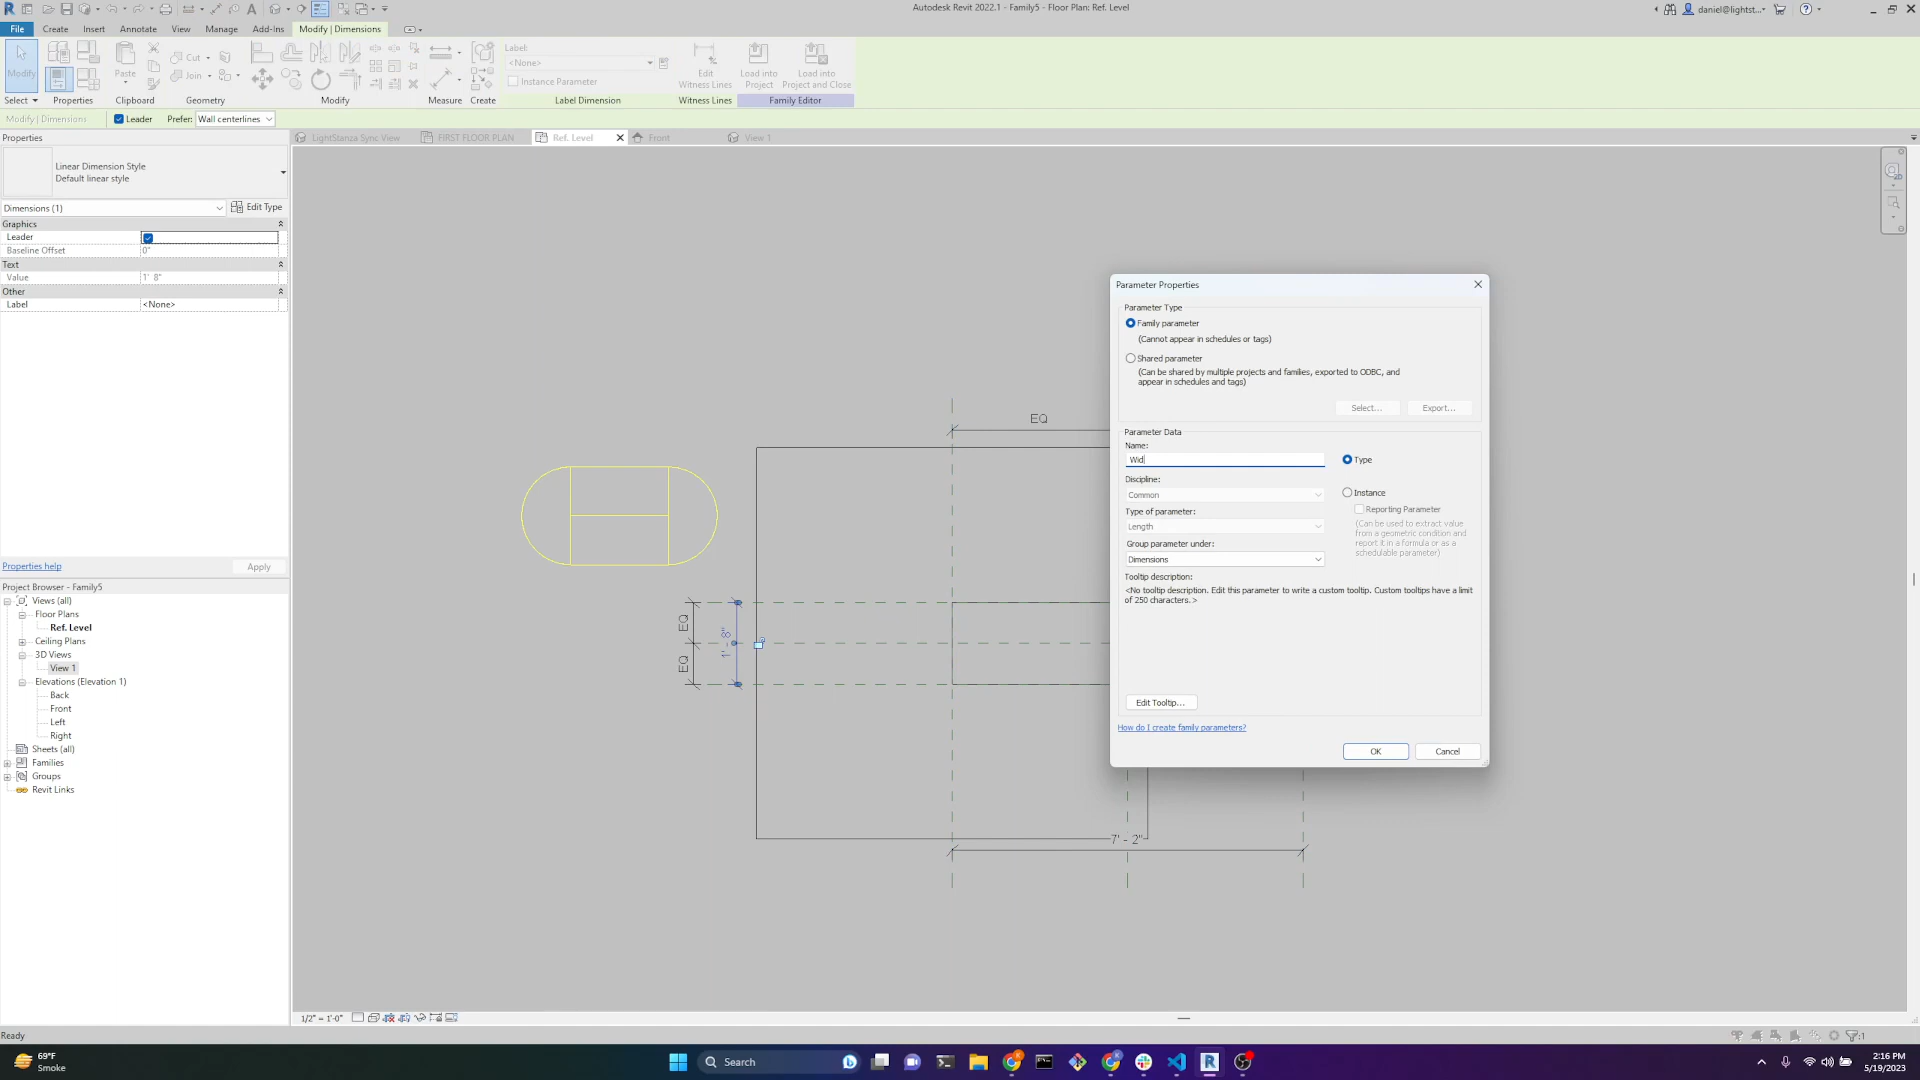 Autodesk Revit 2022.1 - Family5 - Floor Plan: Ref. Level
daniel@lightst...
File Create Insert Annotate View Manage Add-Ins Modify | Dimensions
Modify
Paste
Cut
Join
Label:
<None>
Instance Parameter
Edit
Witness Lines
Load into
Project
Load into
Project and Close
Select Properties Clipboard Geometry Modify Measure Create Label Dimension Witness Lines Family Editor
Modify | Dimensions Leader Prefer: Wall centerlines
Properties
LightStanza Sync View FIRST FLOOR PLAN Ref. Level Front View 1
Linear Dimension Style
Default linear style
Dimensions (1) Edit Type
Graphics
Leader
Baseline Offset 0"
Text
Value 1' 8"
Other
Label <None>
Properties help Apply
Project Browser - Family5
Views (all)
Floor Plans
Ref. Level
Ceiling Plans
3D Views
View 1
Elevations (Elevation 1)
Back
Front
Left
Right
Sheets (all)
Families
Groups
Revit Links
EQ
EQ
EQ
1' - 8"
7' - 2"
Parameter Properties
Parameter Type
Family parameter
(Cannot appear in schedules or tags)
Shared parameter
(Can be shared by multiple projects and families, exported to ODBC, and
appear in schedules and tags)
Select... Export...
Parameter Data
Name:
Wid
Type
Discipline:
Common
Instance
Reporting Parameter
(Can be used to extract value
from a geometric condition and
report it in a formula or as a
schedulable parameter)
Type of parameter:
Length
Group parameter under:
Dimensions
Tooltip description:
<No tooltip description. Edit this parameter to write a custom tooltip. Custom tooltips have a limit
of 250 characters. >
Edit Tooltip...
How do I create family parameters?
OK Cancel
1/2" = 1'-0"
Ready
:1
69°F
Smoke
Search
2:16 PM
5/19/2023